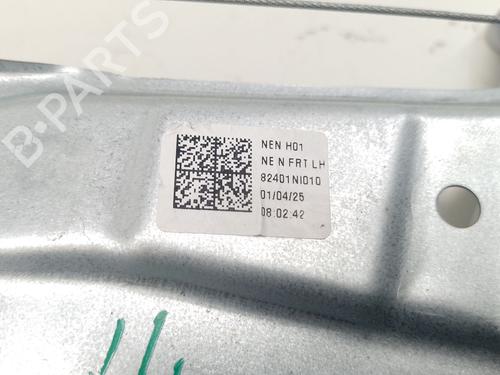 NEN H01
NE N FRT LH
82401NI010
01/04/25
08:02:42
B-PARTS